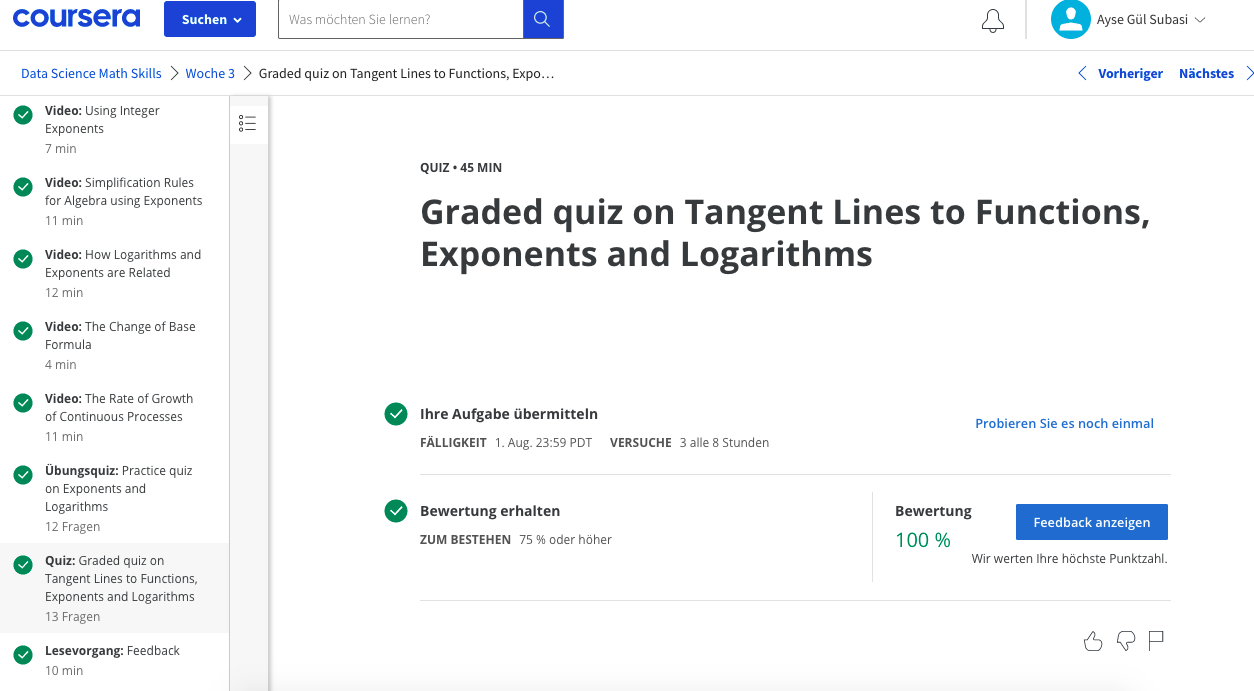 coursera
Suchen
Was möchten Sie lernen?
Ayse Gül Subasi
Data Science Math Skills
Woche 3
Graded quiz on Tangent Lines to Functions, Expo…
Vorheriger
Nächstes
Video: Using Integer
Exponents
7 min
Video: Simplification Rules
for Algebra using Exponents
11 min
Video: How Logarithms and
Exponents are Related
12 min
Video: The Change of Base
Formula
4 min
Video: The Rate of Growth
of Continuous Processes
11 min
Übungsquiz: Practice quiz
on Exponents and
Logarithms
12 Fragen
Quiz: Graded quiz on
Tangent Lines to Functions,
Exponents and Logarithms
13 Fragen
Lesevorgang: Feedback
10 min
QUIZ • 45 MIN
Graded quiz on Tangent Lines to Functions,
Exponents and Logarithms
Ihre Aufgabe übermitteln
FÄLLIGKEIT 1. Aug. 23:59 PDT VERSUCHE 3 alle 8 Stunden
Probieren Sie es noch einmal
Bewertung erhalten
ZUM BESTEHEN 75 % oder höher
Bewertung
100 %
Feedback anzeigen
Wir werten Ihre höchste Punktzahl.